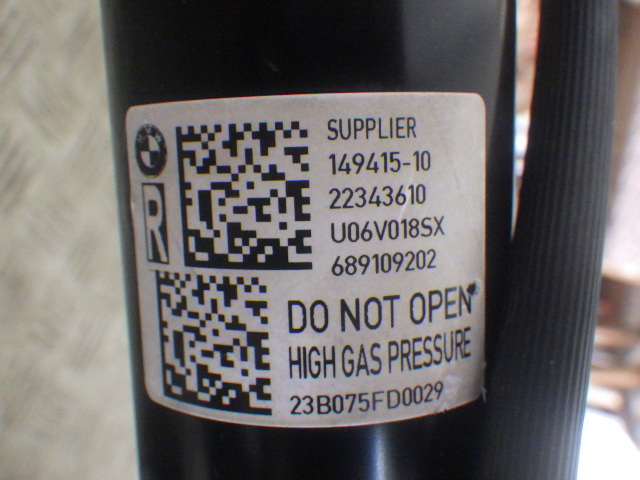 SUPPLIER
149415-10
22343610
U06V018SX
689109202
R
DO NOT OPEN
HIGH GAS PRESSURE
23B075FD0029